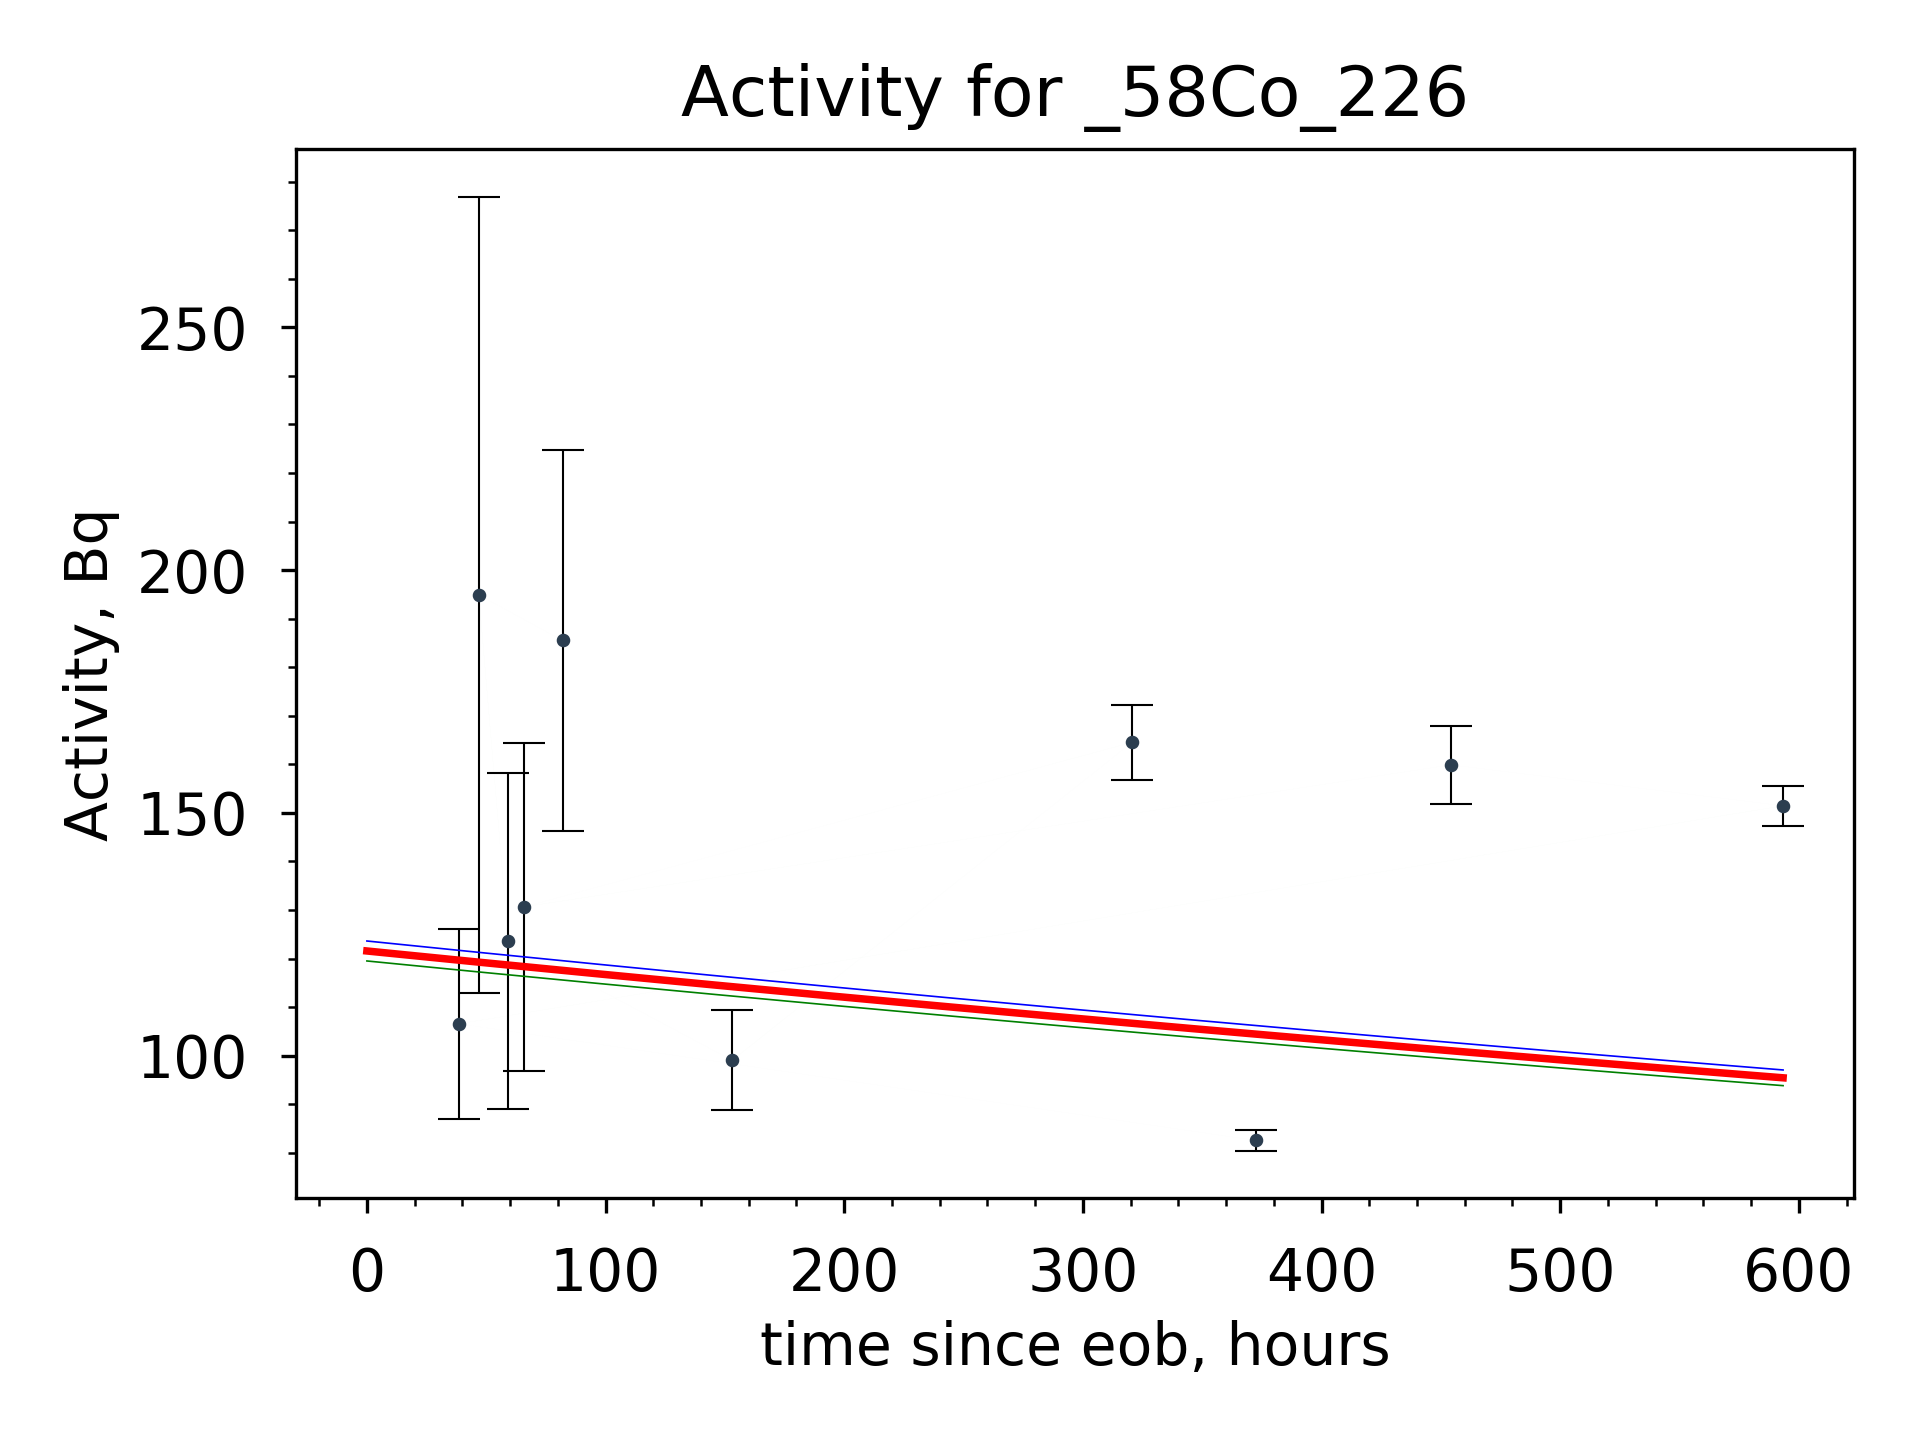 Activity for _58Co_226
Activity, Bq
250
200
150
100
0 100 200 300 400 500 600
time since eob, hours